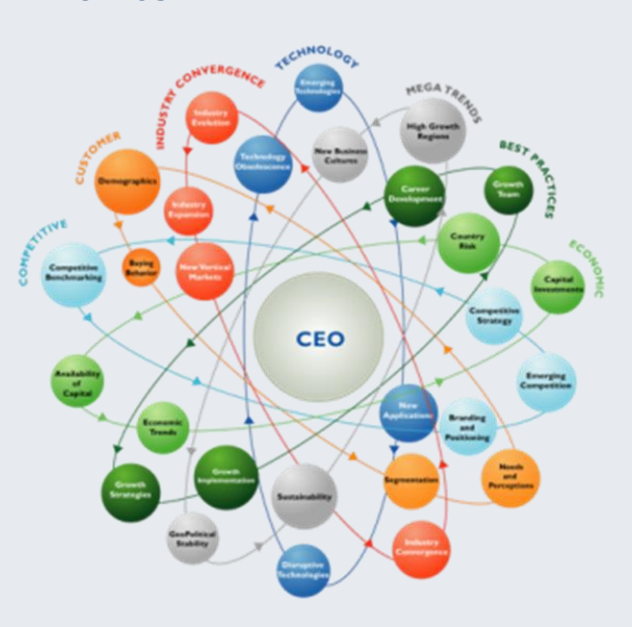 TECHNOLOGY
INDUSTRY CONVERGENCE
MEGA TRENDS
CUSTOMER
BEST PRACTICES
COMPETITIVE
ECONOMIC
Emerging
Technologies
Industry
Evolution
High Growth
Regions
New Business
Cultures
Technology
Obsolescence
Demographics
Career
Development
Growth
Team
Industry
Expansion
Country
Risk
Competitive
Benchmarking
Buying
Behavior
New Vertical
Markets
Capital
Investments
Competitive
Strategy
CEO
Availability
of
Capital
Emerging
Competition
New
Applications
Branding
and
Positioning
Economic
Trends
Growth
Strategies
Growth
Implementation
Sustainability
Segmentation
Needs
and
Perceptions
GeoPolitical
Stability
Industry
Convergence
Disruptive
Technologies